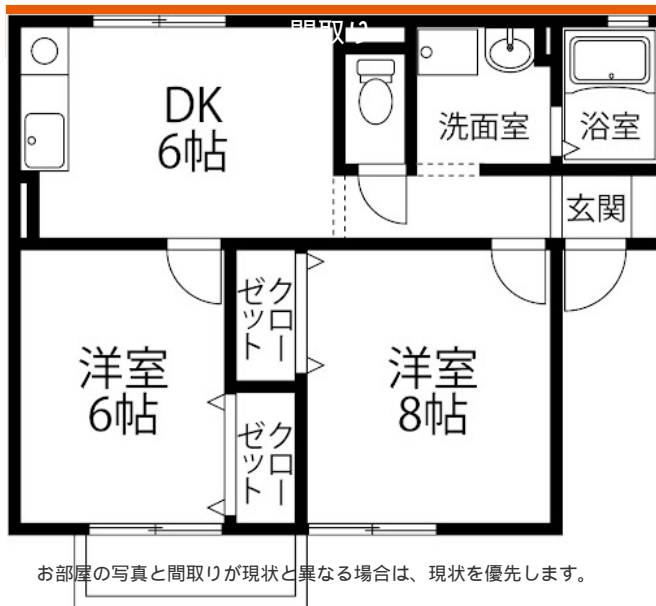 間取り
DK
6帖
洗面室
浴室
玄関
クロー
ゼット
洋室
6帖
洋室
8帖
クロー
ゼット
お部屋の写真と間取りが現状と異なる場合は、現状を優先します。